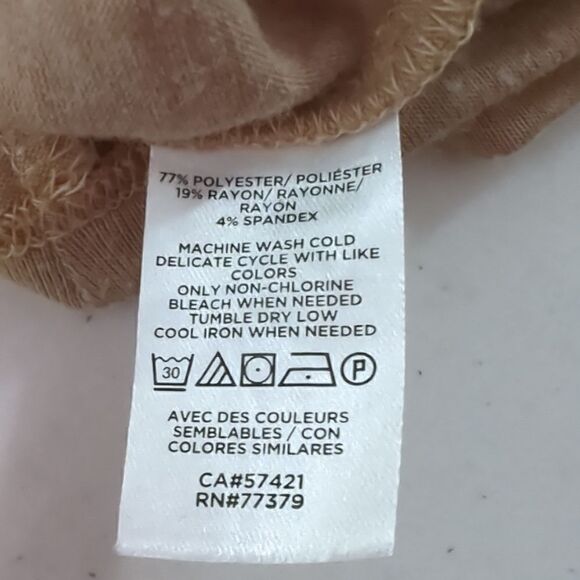 77% POLYESTER/ POLIÉSTER
19% RAYON/ RAYONNE/
RAYÓN
4% SPANDEX
MACHINE WASH COLD
DELICATE CYCLE WITH LIKE
COLORS
ONLY NON-CHLORINE
BLEACH WHEN NEEDED
TUMBLE DRY LOW
COOL IRON WHEN NEEDED
30 P
AVEC DES COULEURS
SEMBLABLES / CON
COLORES SIMILARES
CA#57421
RN#77379